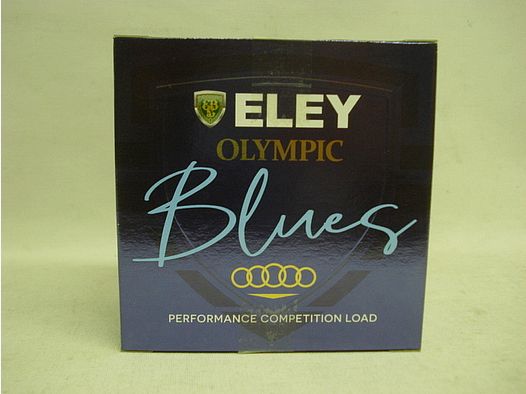 ELEY
OLYMPIC
Blues
PERFORMANCE COMPETITION LOAD